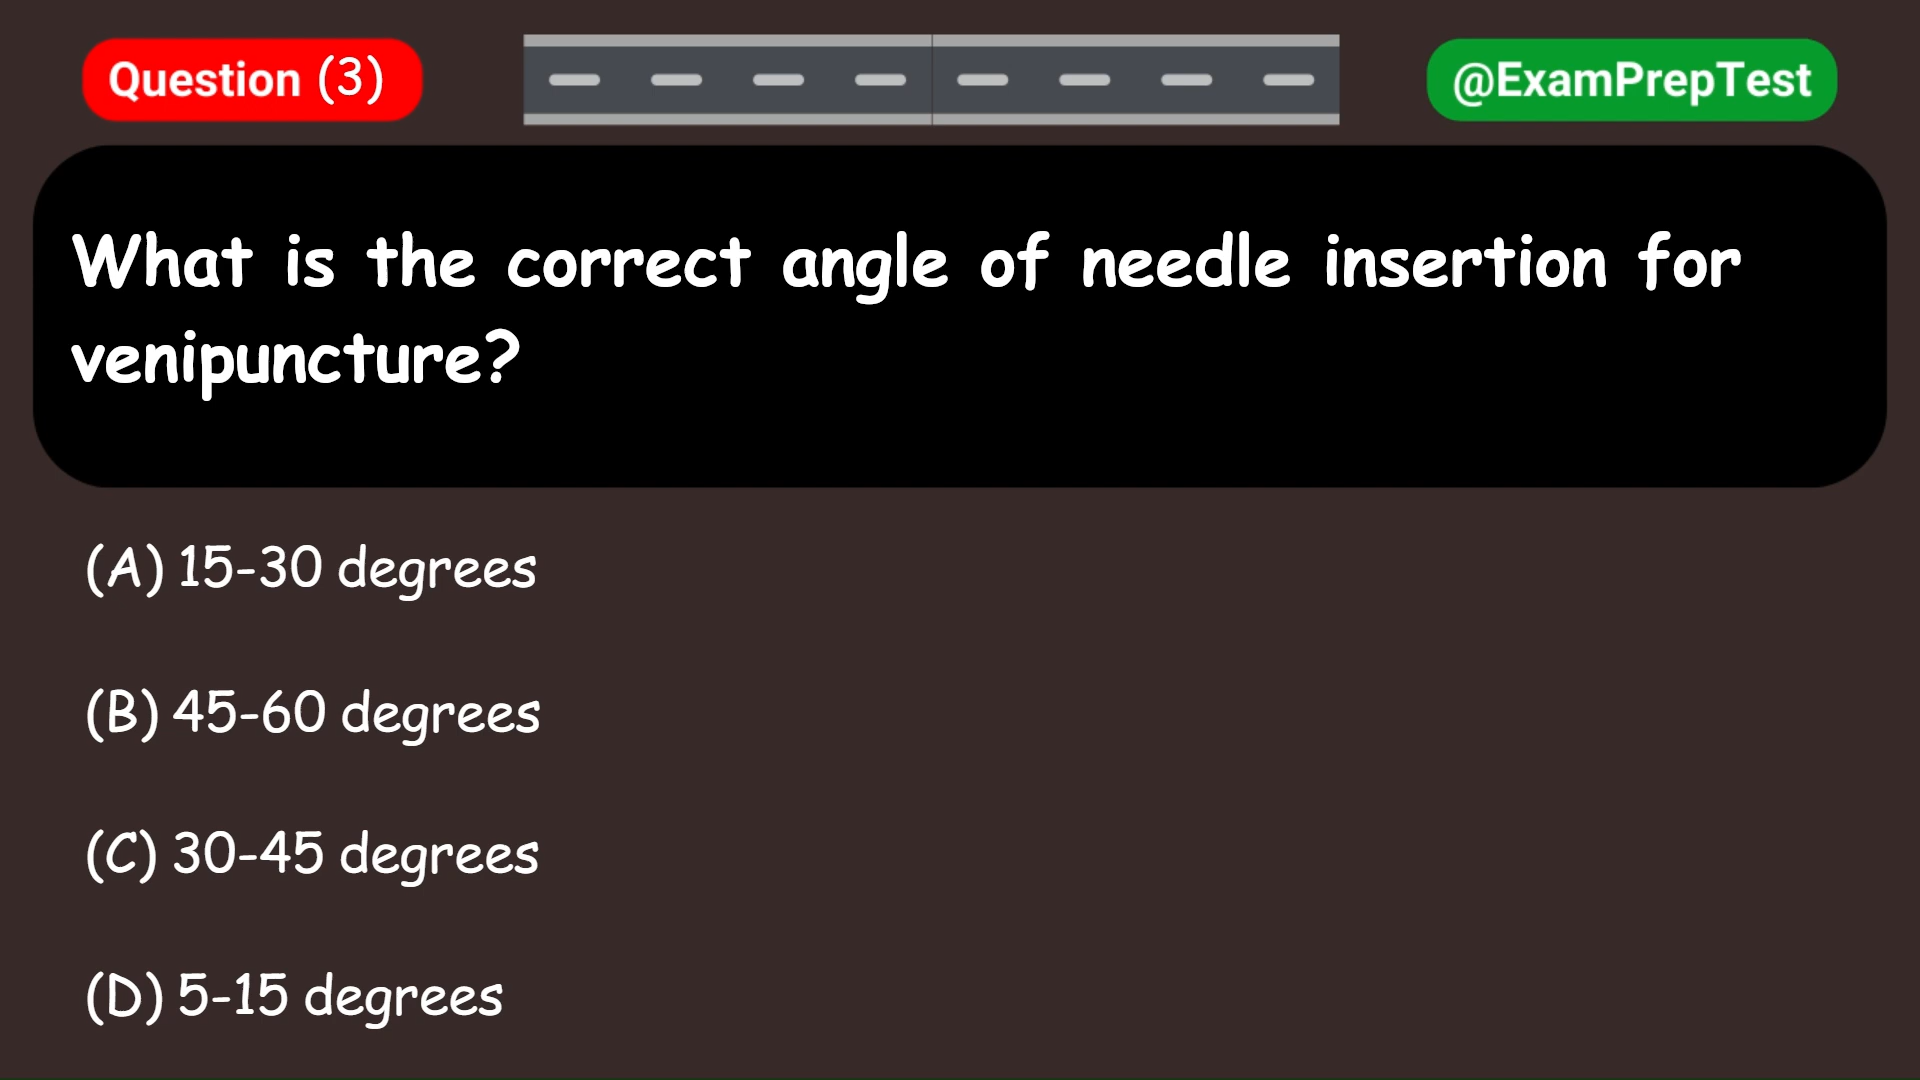 Question (3)
@ExamPrepTest
What is the correct angle of needle insertion for
venipuncture?
(A) 15-30 degrees
(B) 45-60 degrees
(C) 30-45 degrees
(D) 5-15 degrees